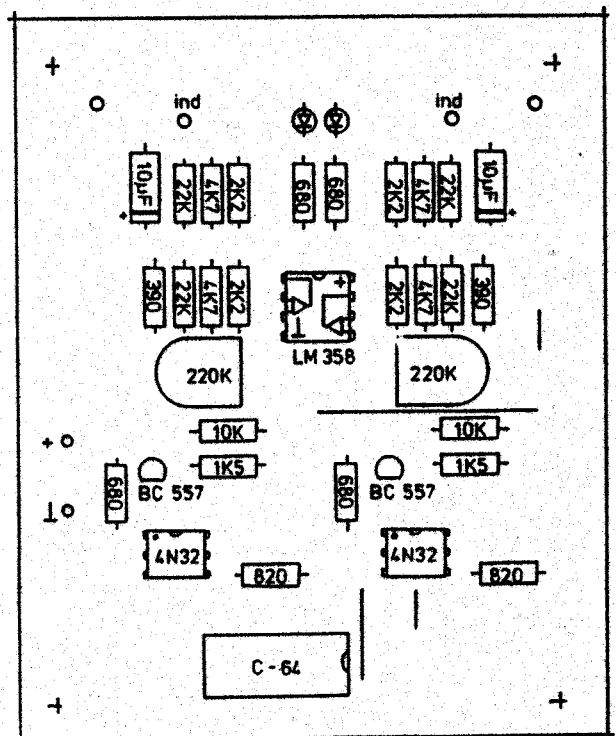 ind ind
10µF 22K 4K7 2K2 680 680 2K2 4K7 22K 10µF
+ +
390 22K 4K7 2K2 + 2K2 4K7 22K 390
LM 358
220K 220K
10K 10K
+
1K5 1K5
680 BC 557 680 BC 557
4N32 4N32
820 820
C-64